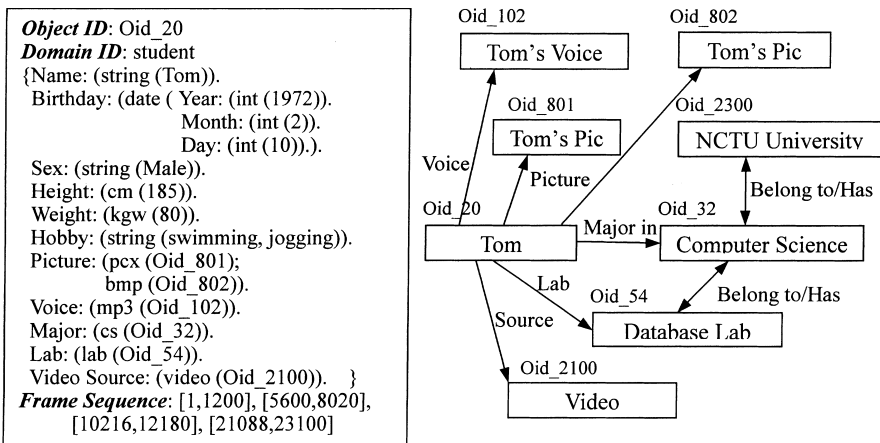 Object ID: Oid_20
Domain ID: student
{Name: (string (Tom)).
Birthday: (date ( Year: (int (1972)).
Month: (int (2)).
Day: (int (10)).).
Sex: (string (Male)).
Height: (cm (185)).
Weight: (kgw (80)).
Hobby: (string (swimming, jogging)).
Picture: (pcx (Oid_801);
bmp (Oid_802)).
Voice: (mp3 (Oid_102)).
Major: (cs (Oid_32)).
Lab: (lab (Oid_54)).
Video Source: (video (Oid_2100)). }
Frame Sequence: [1,1200], [5600,8020],
[10216,12180], [21088,23100]
Oid_102
Tom's Voice
Oid_802
Tom's Pic
Oid_801
Tom's Pic
Oid_2300
NCTU University
Voice
Picture
Belong to/Has
Oid_20
Tom
Major in
Oid_32
Computer Science
Lab
Source
Oid_54
Database Lab
Belong to/Has
Oid_2100
Video